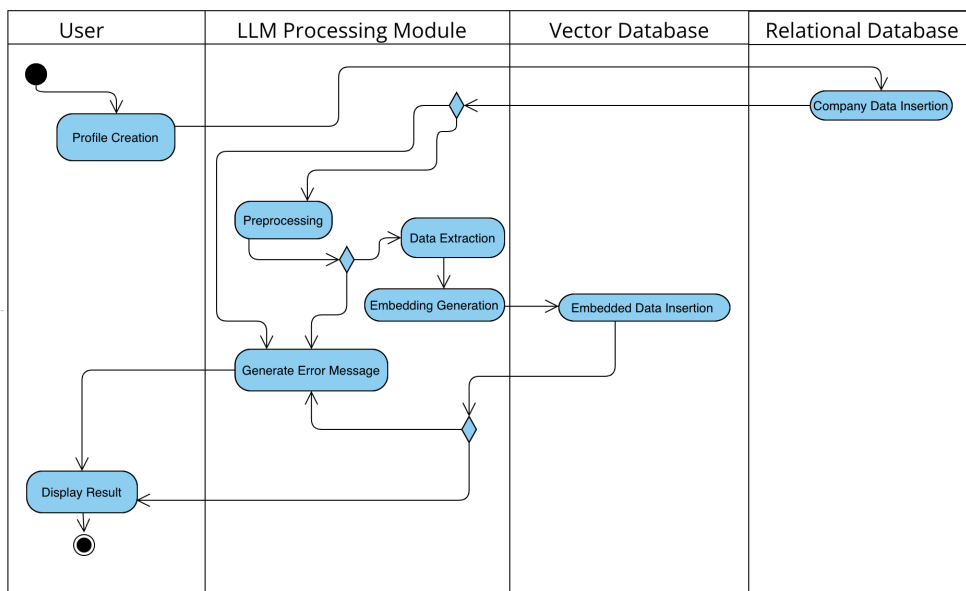 User
LLM Processing Module
Vector Database
Relational Database
Company Data Insertion
Profile Creation
Preprocessing
Data Extraction
Embedding Generation
Embedded Data Insertion
Generate Error Message
Display Result